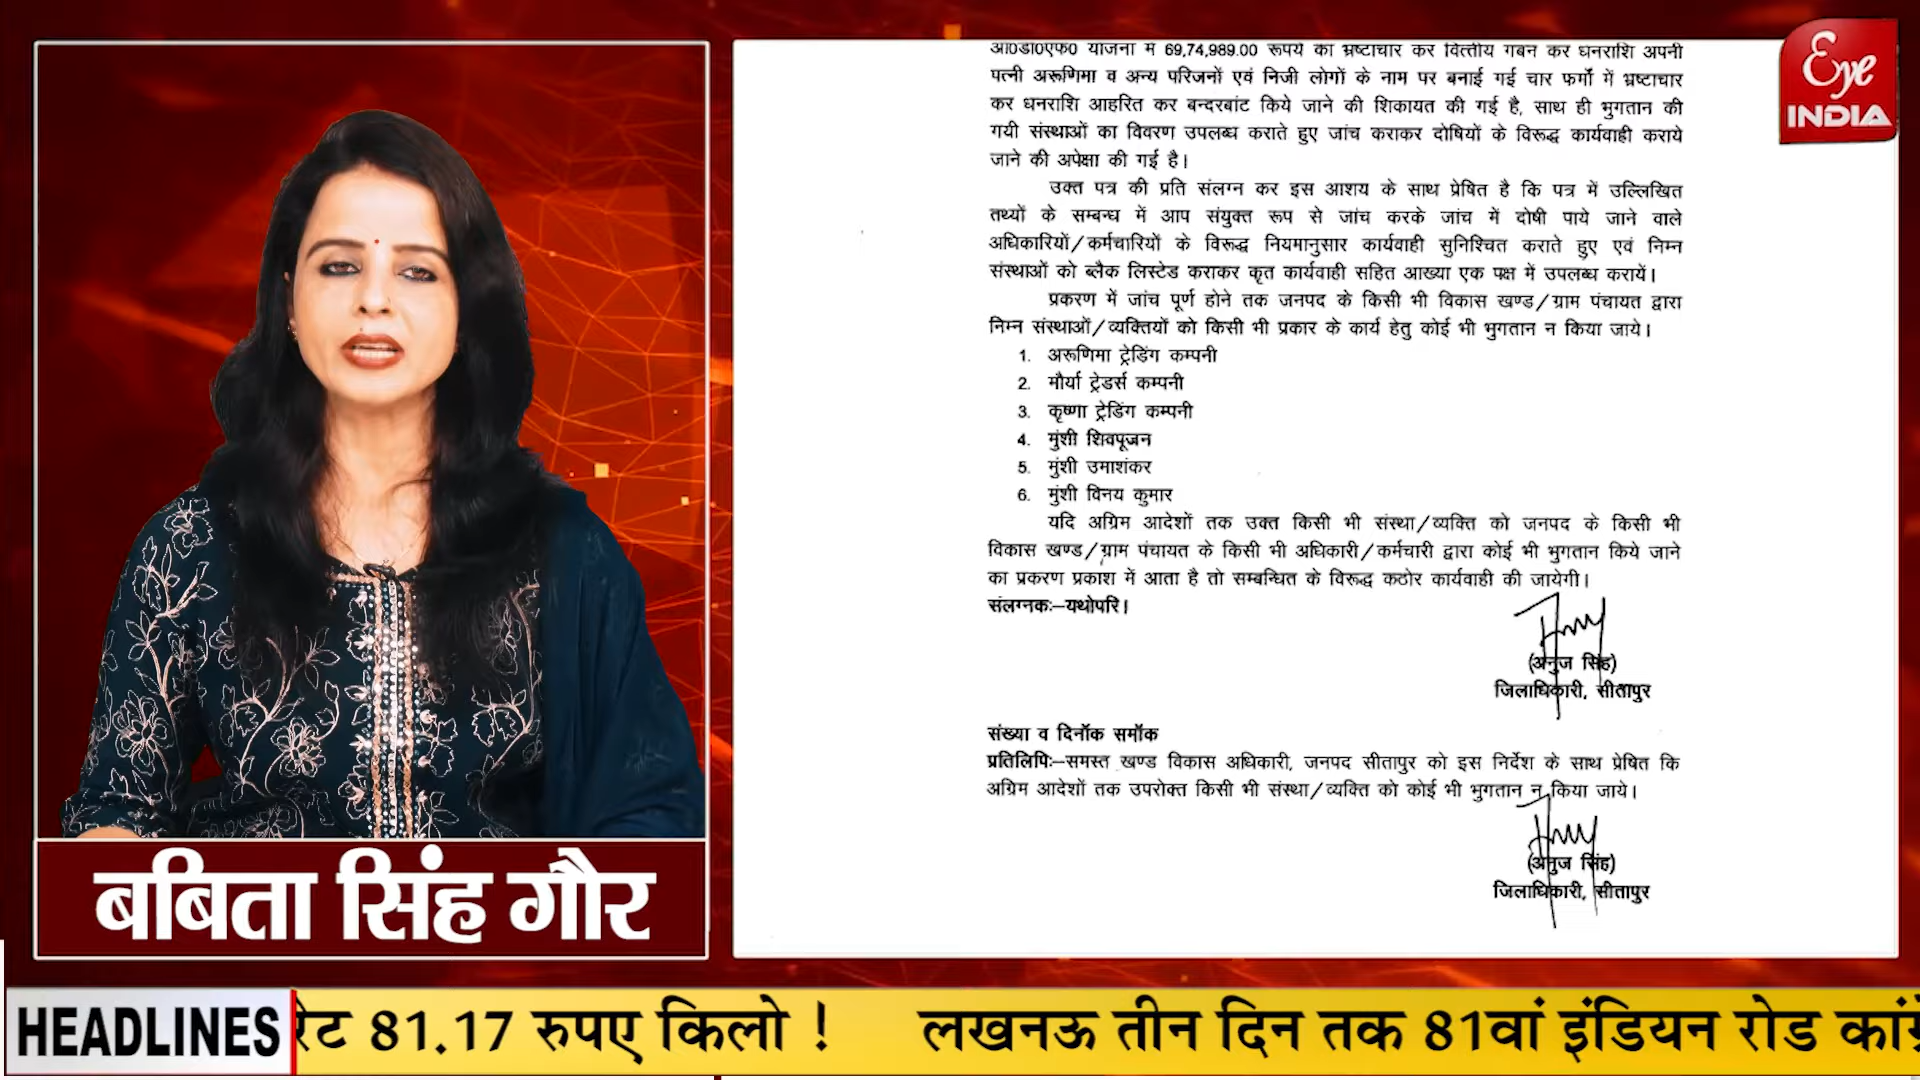 Eye
INDIA
ओ0डी0एफ0 योजना में 69,74,989.00 रूपये का भ्रष्टाचार कर वित्तीय गबन कर धनराशि अपनी
पत्नी अरूणिमा व अन्य परिजनों एवं निजी लोगों के नाम पर बनाई गई चार फर्मों में भ्रष्टाचार
कर धनराशि आहरित कर बन्दरबांट किये जाने की शिकायत की गई है, साथ ही भुगतान की
गयी संस्थाओं का विवरण उपलब्ध कराते हुए जांच कराकर दोषियों के विरूद्ध कार्यवाही कराये
जाने की अपेक्षा की गई है।
उक्त पत्र की प्रति संलग्न कर इस आशय के साथ प्रेषित है कि पत्र में उल्लिखित
तथ्यों के सम्बन्ध में आप संयुक्त रूप से जांच करके जांच में दोषी पाये जाने वाले
अधिकारियों/कर्मचारियों के विरूद्ध नियमानुसार कार्यवाही सुनिश्चित कराते हुए एवं निम्न
संस्थाओं को ब्लैक लिस्टेड कराकर कृत कार्यवाही सहित आख्या एक पक्ष में उपलब्ध करायें।
प्रकरण में जांच पूर्ण होने तक जनपद के किसी भी विकास खण्ड/ग्राम पंचायत द्वारा
निम्न संस्थाओं/व्यक्तियों को किसी भी प्रकार के कार्य हेतु कोई भी भुगतान न किया जाये।
1. अरूणिमा ट्रेडिंग कम्पनी
2. मौर्या ट्रेडर्स कम्पनी
3. कृष्णा ट्रेडिंग कम्पनी
4. मुंशी शिवपूजन
5. मुंशी उमाशंकर
6. मुंशी विनय कुमार
यदि अग्रिम आदेशों तक उक्त किसी भी संस्था/व्यक्ति को जनपद के किसी भी
विकास खण्ड/ग्राम पंचायत के किसी भी अधिकारी/कर्मचारी द्वारा कोई भी भुगतान किये जाने
का प्रकरण प्रकाश में आता है तो सम्बन्धित के विरूद्ध कठोर कार्यवाही की जायेगी।
संलग्नकः–यथोपरि।
(अनुज सिंह)
जिलाधिकारी, सीतापुर
संख्या व दिनॉक समॉक
प्रतिलिपिः–समस्त खण्ड विकास अधिकारी, जनपद सीतापुर को इस निर्देश के साथ प्रेषित कि
अग्रिम आदेशों तक उपरोक्त किसी भी संस्था/व्यक्ति को कोई भी भुगतान न किया जाये।
(अनुज सिंह)
जिलाधिकारी, सीतापुर
बबिता सिंह गौर
HEADLINES रेट 81.17 रुपए किलो ! लखनऊ तीन दिन तक 81वां इंडियन रोड